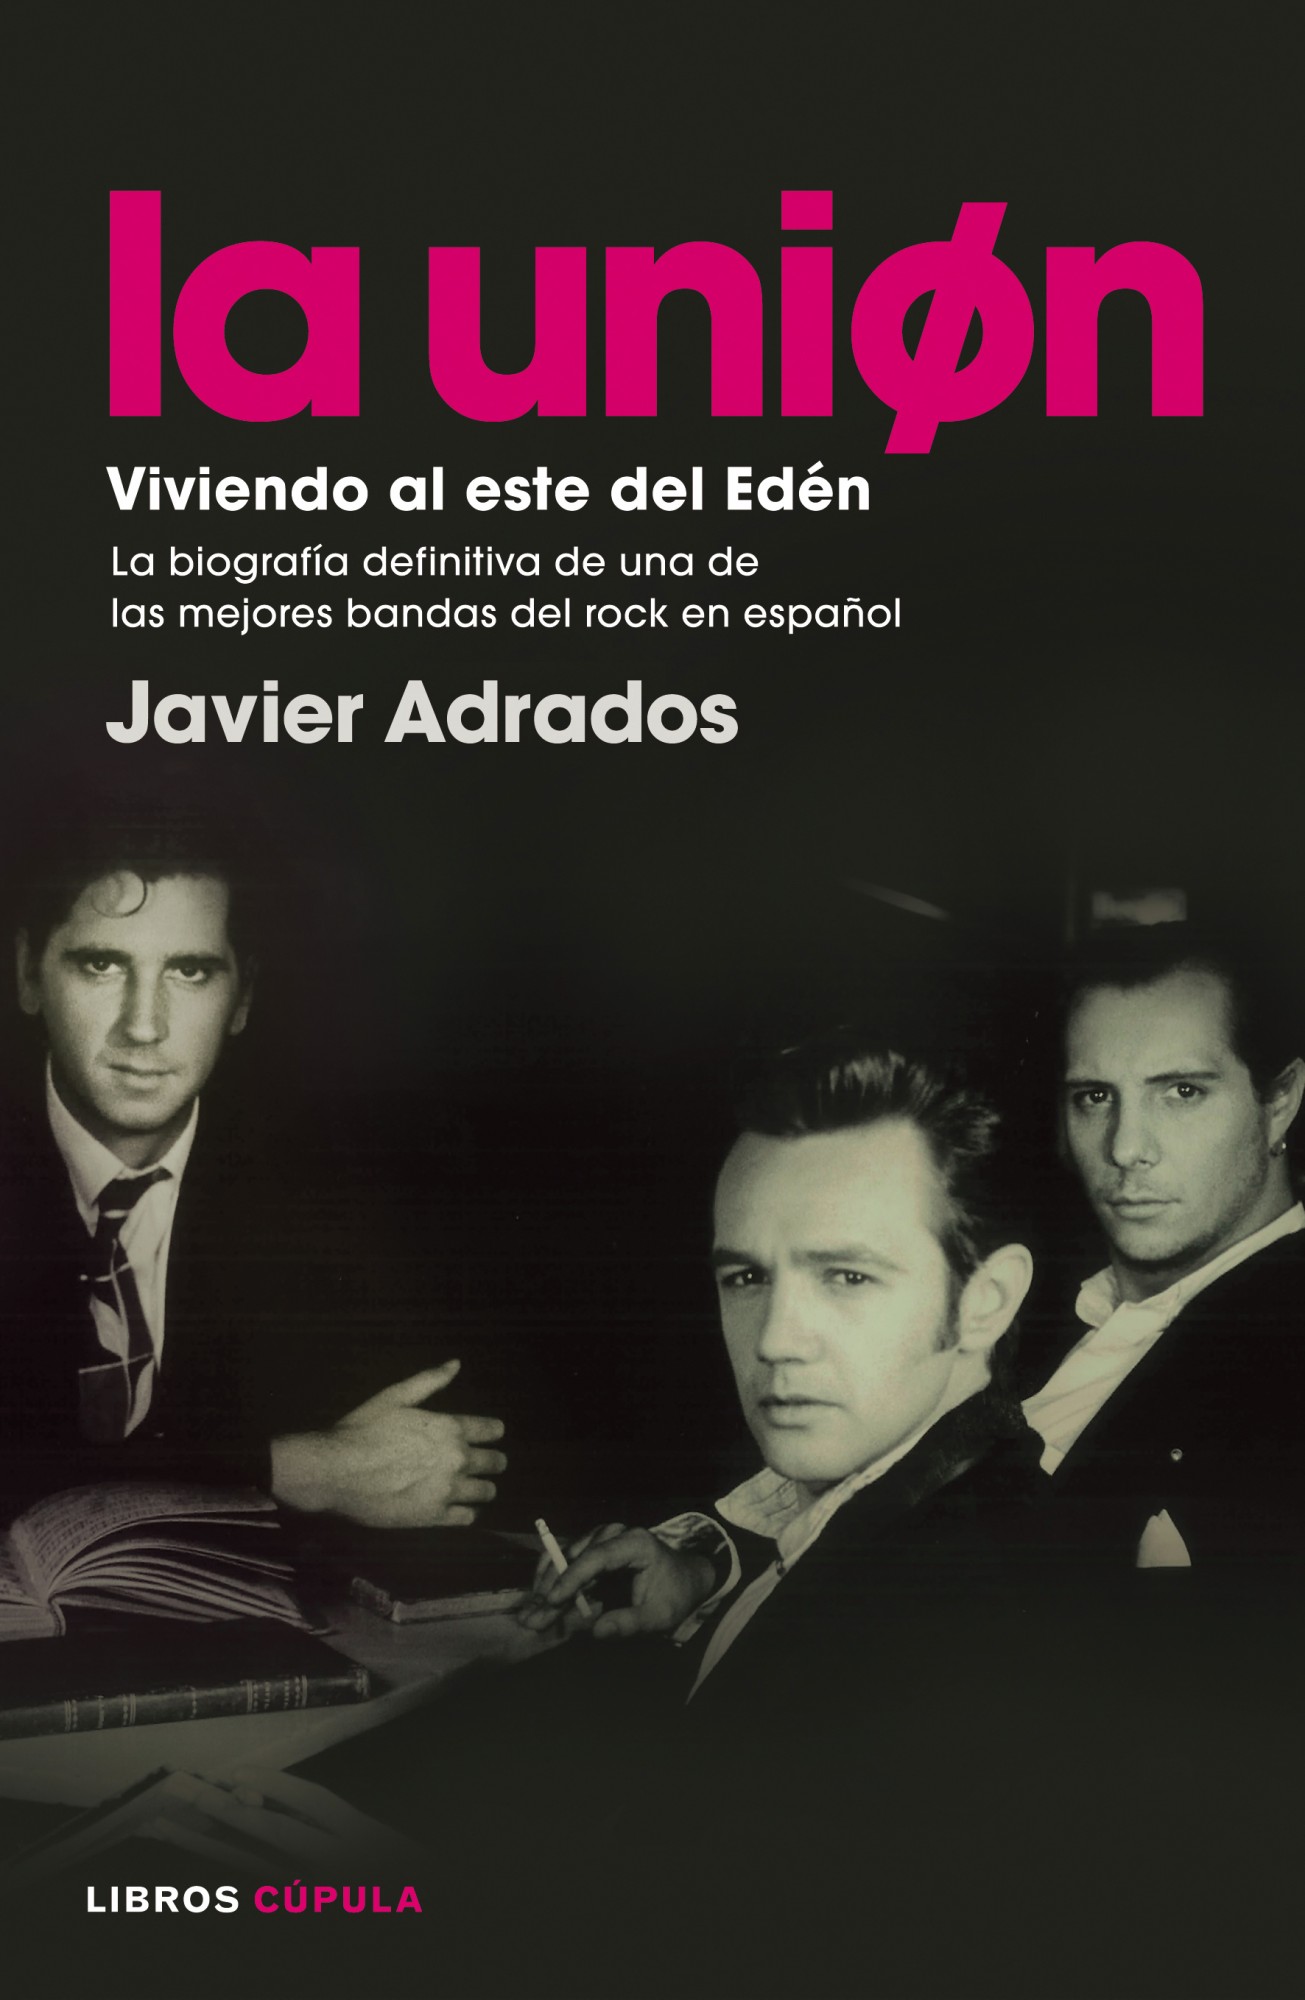 la uniøn
Viviendo al este del Edén
La biografía definitiva de una de
las mejores bandas del rock en español
Javier Adrados
LIBROS CÚPULA